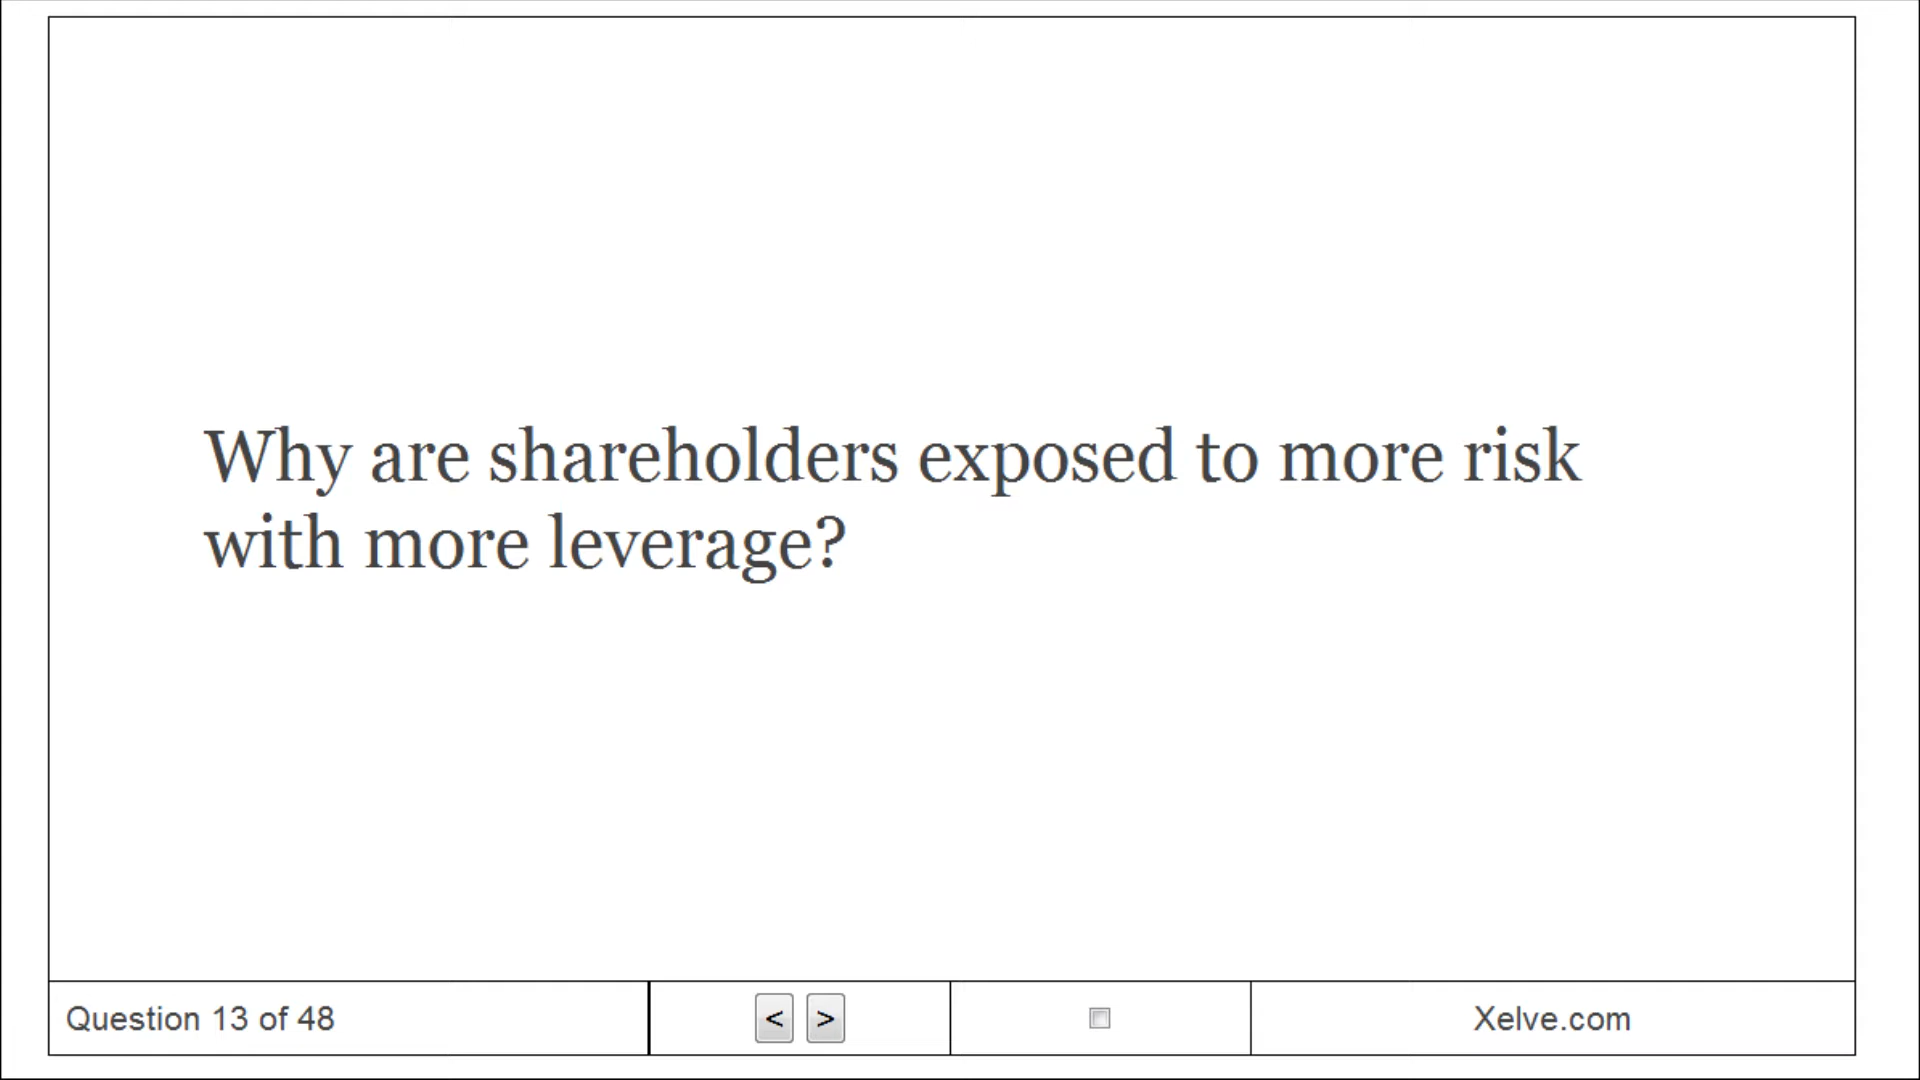 Why are shareholders exposed to more risk
with more leverage?
Question 13 of 48
< >
Xelve.com